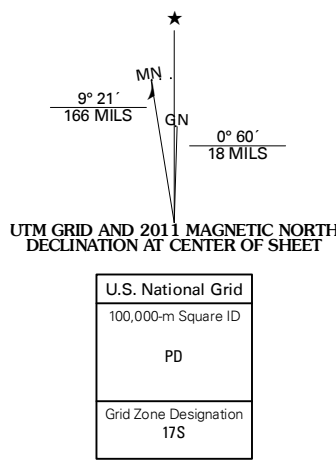 ★
MN
9° 21´
166 MILS
GN
0° 60´
18 MILS
UTM GRID AND 2011 MAGNETIC NORTH
DECLINATION AT CENTER OF SHEET
U.S. National Grid
100,000-m Square ID
PD
Grid Zone Designation
17S